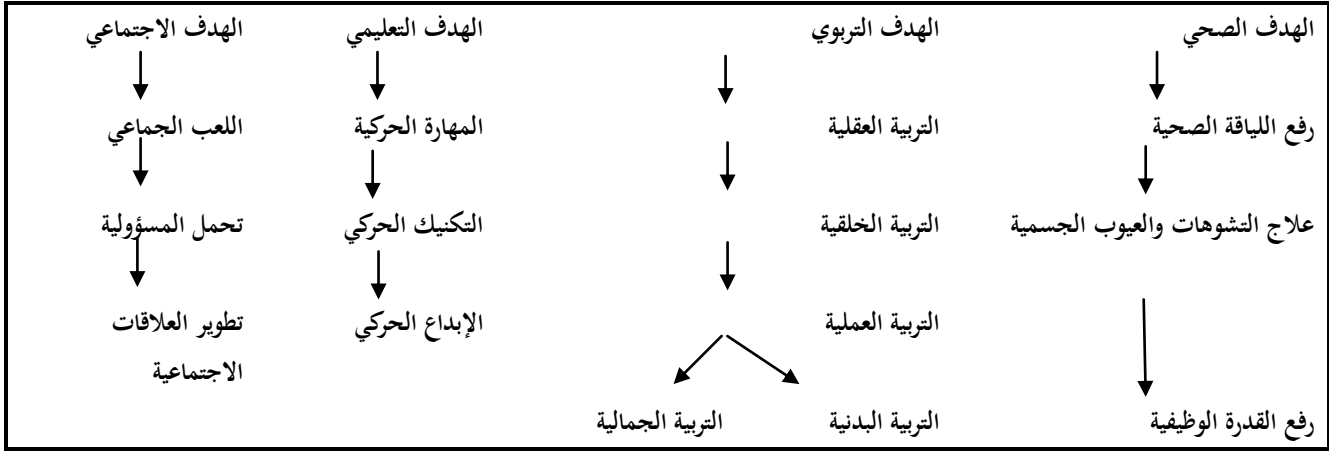 الهدف الصحي الهدف التربوي الهدف التعليمي الهدف الاجتماعي
رفع اللياقة الصحية التربية العقلية المهارة الحركية اللعب الجماعي
علاج التشوهات والعيوب الجسمية التربية الخلقية التكنيك الحركي تحمل المسؤولية
التربية العملية الإبداع الحركي تطوير العلاقات
الاجتماعية
رفع القدرة الوظيفية التربية البدنية التربية الجمالية